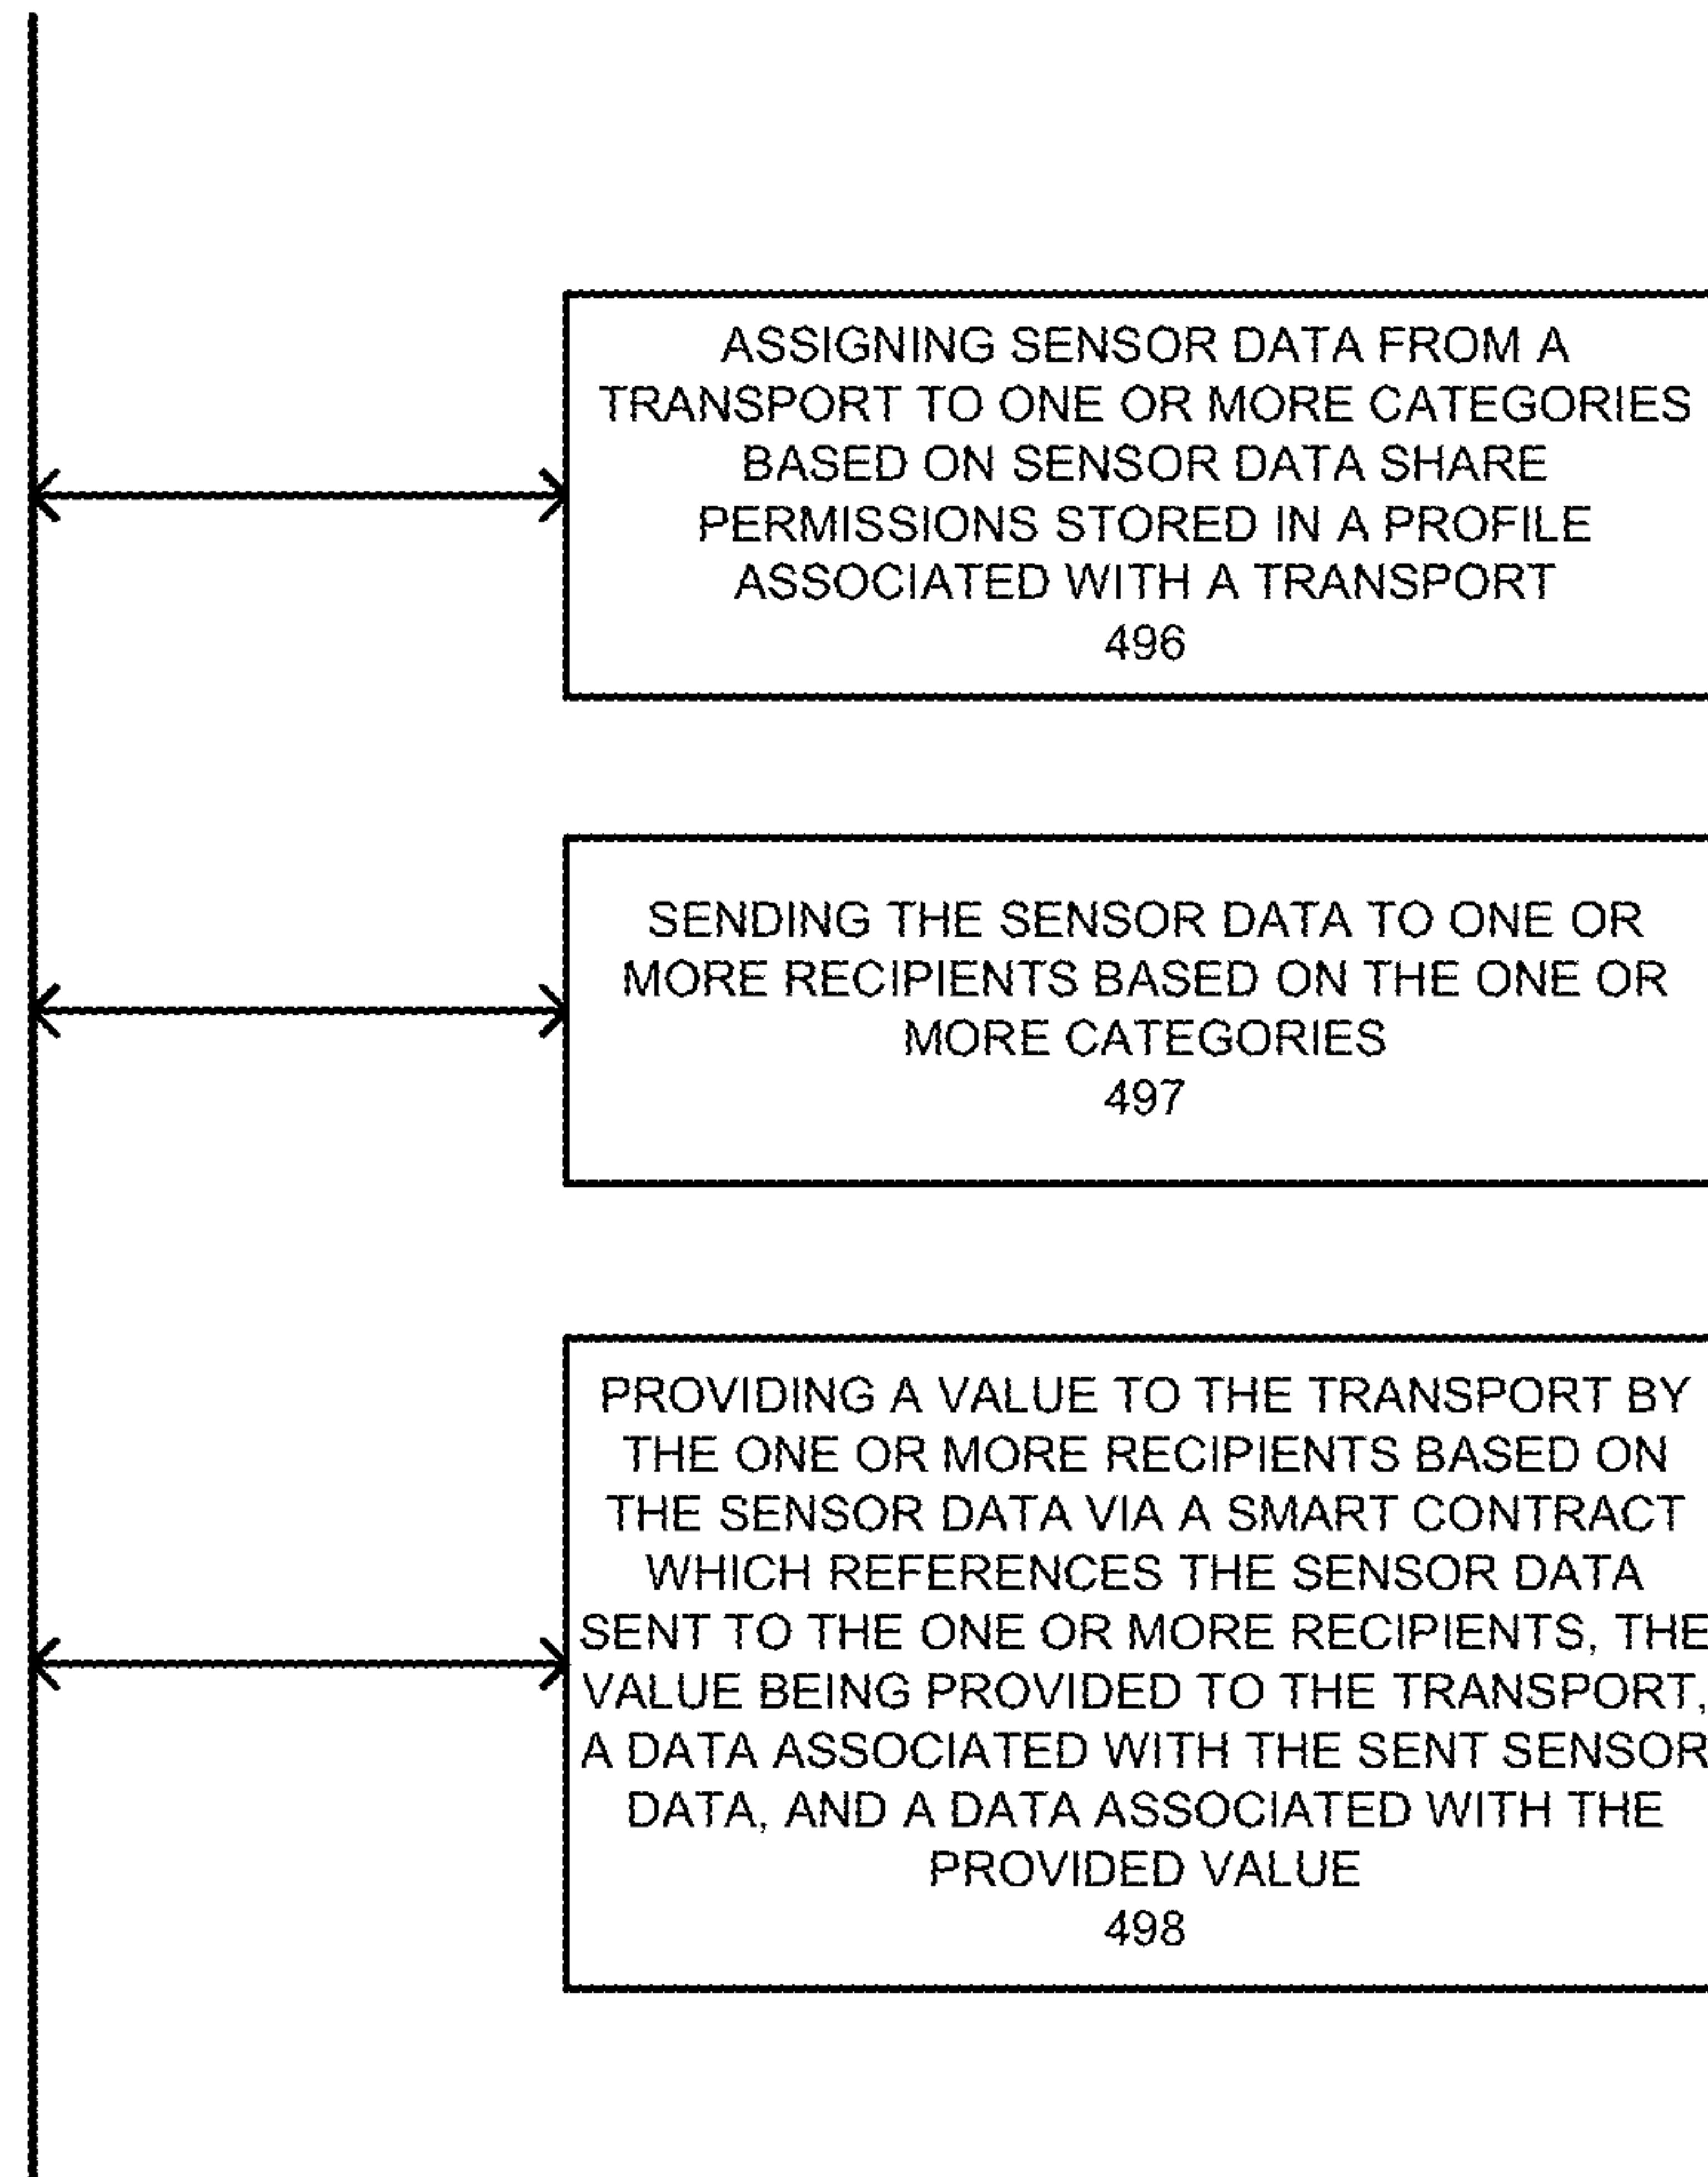 ASSIGNING SENSOR DATA FROM A
TRANSPORT TO ONE OR MORE CATEGORIES
BASED ON SENSOR DATA SHARE
PERMISSIONS STORED IN A PROFILE
ASSOCIATED WITH A TRANSPORT
496
SENDING THE SENSOR DATA TO ONE OR
MORE RECIPIENTS BASED ON THE ONE OR
MORE CATEGORIES
497
PROVIDING A VALUE TO THE TRANSPORT BY
THE ONE OR MORE RECIPIENTS BASED ON
THE SENSOR DATA VIA A SMART CONTRACT
WHICH REFERENCES THE SENSOR DATA
SENT TO THE ONE OR MORE RECIPIENTS, THE
VALUE BEING PROVIDED TO THE TRANSPORT,
A DATA ASSOCIATED WITH THE SENT SENSOR
DATA, AND A DATA ASSOCIATED WITH THE
PROVIDED VALUE
498